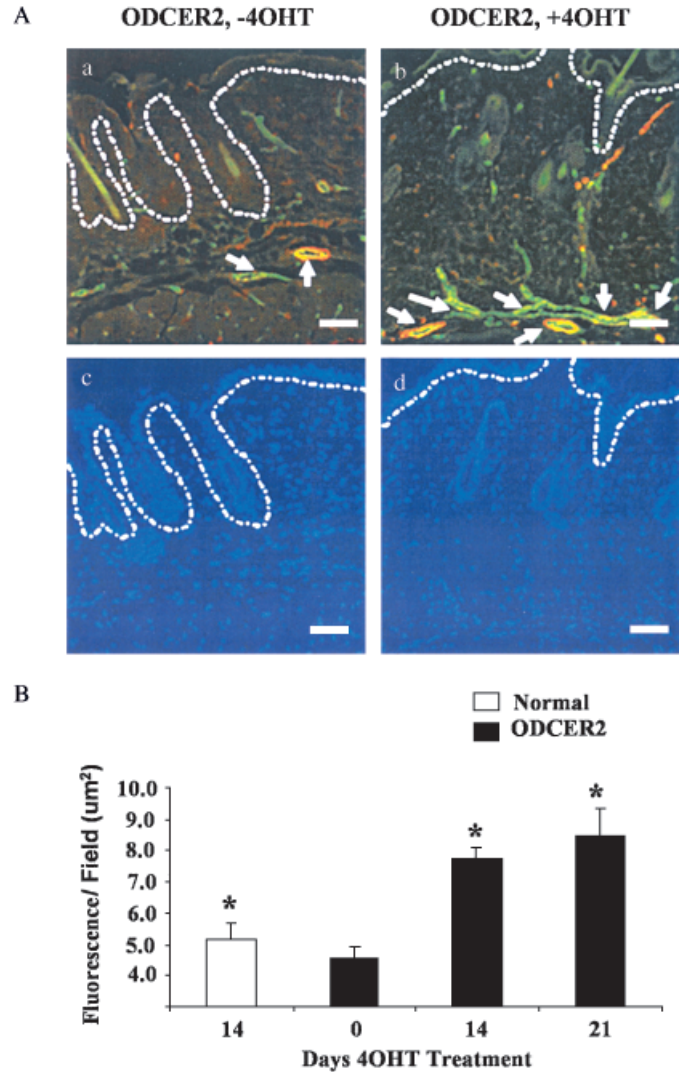 A
ODCER2, -4OHT
ODCER2, +4OHT
a
b
c
d
B
Normal
ODCER2
Fluorescence/ Field (um²)
10.0
9.0
8.0
7.0
6.0
5.0
4.0
*
*
*
14
0
14
21
Days 4OHT Treatment